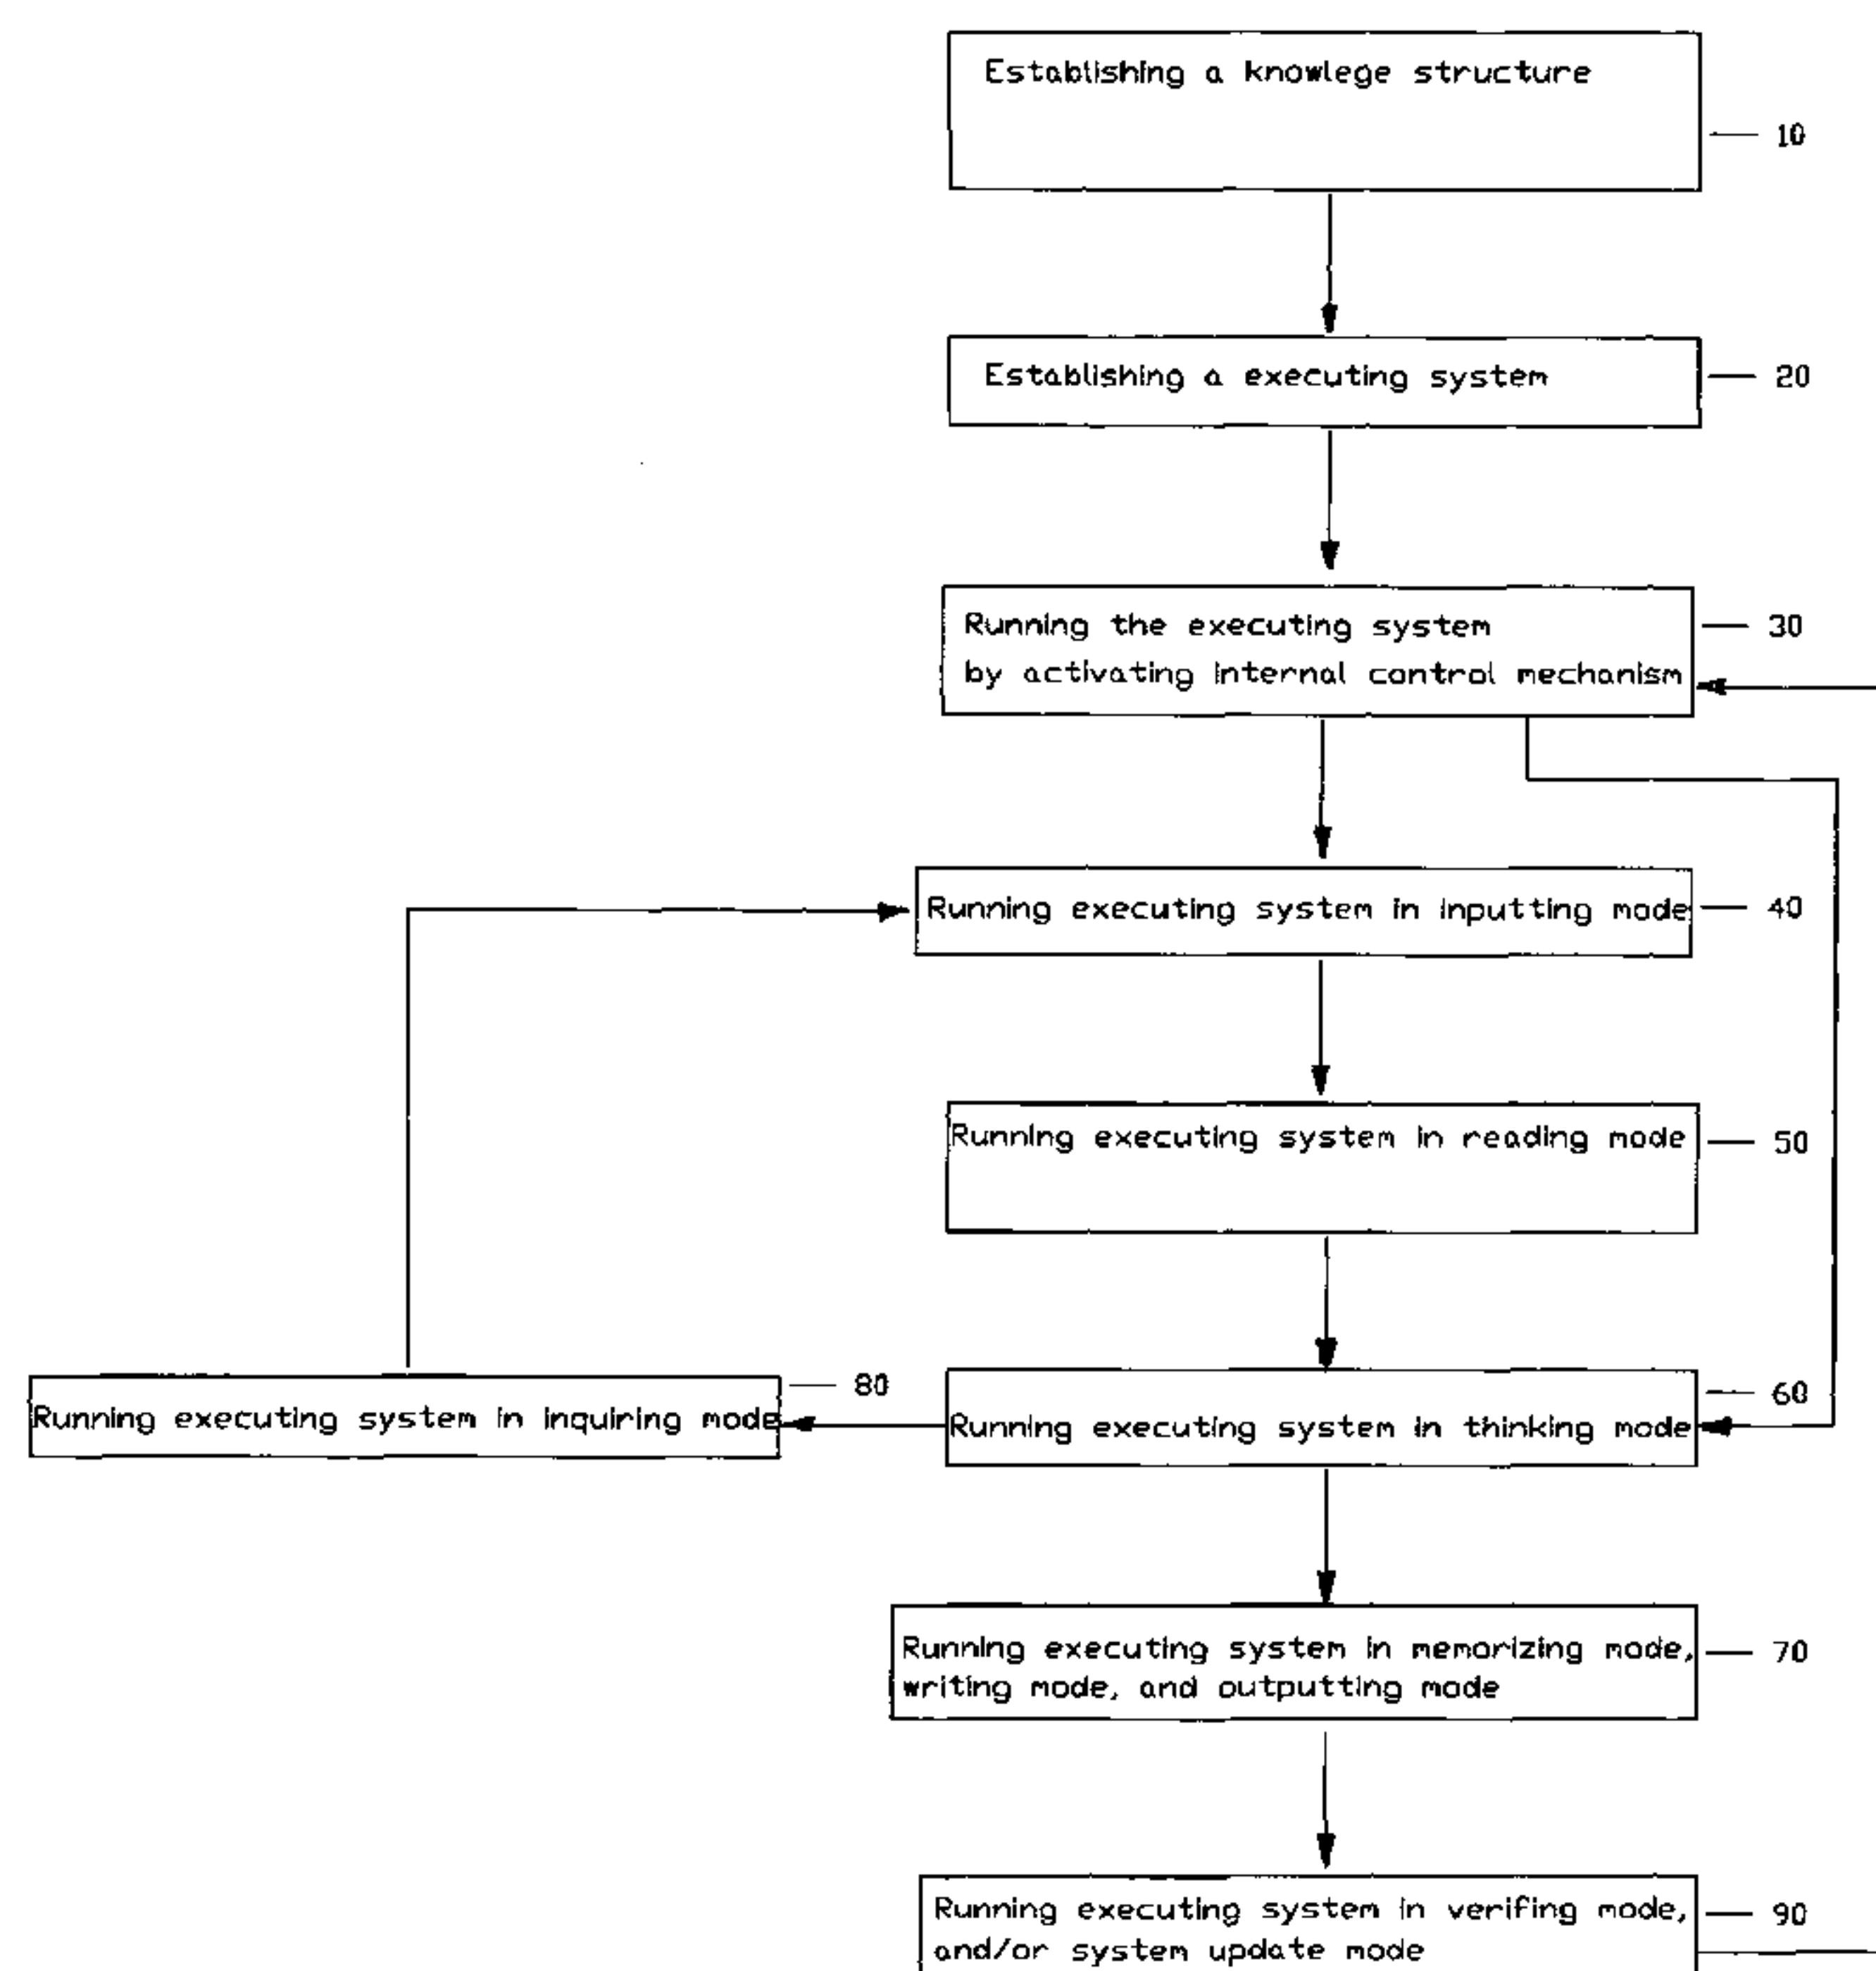 Establishing a knowlege structure
10
Establishing a executing system
20
Running the executing system
30
by activating internal control mechanism
Running executing system in inputting mode
40
Running executing system in reading mode
50
80
60
Running executing system in inquiring mode
Running executing system in thinking mode
Running executing system in memorizing mode,
70
writing mode, and outputting mode
Running executing system in verifing mode,
90
and/or system update mode